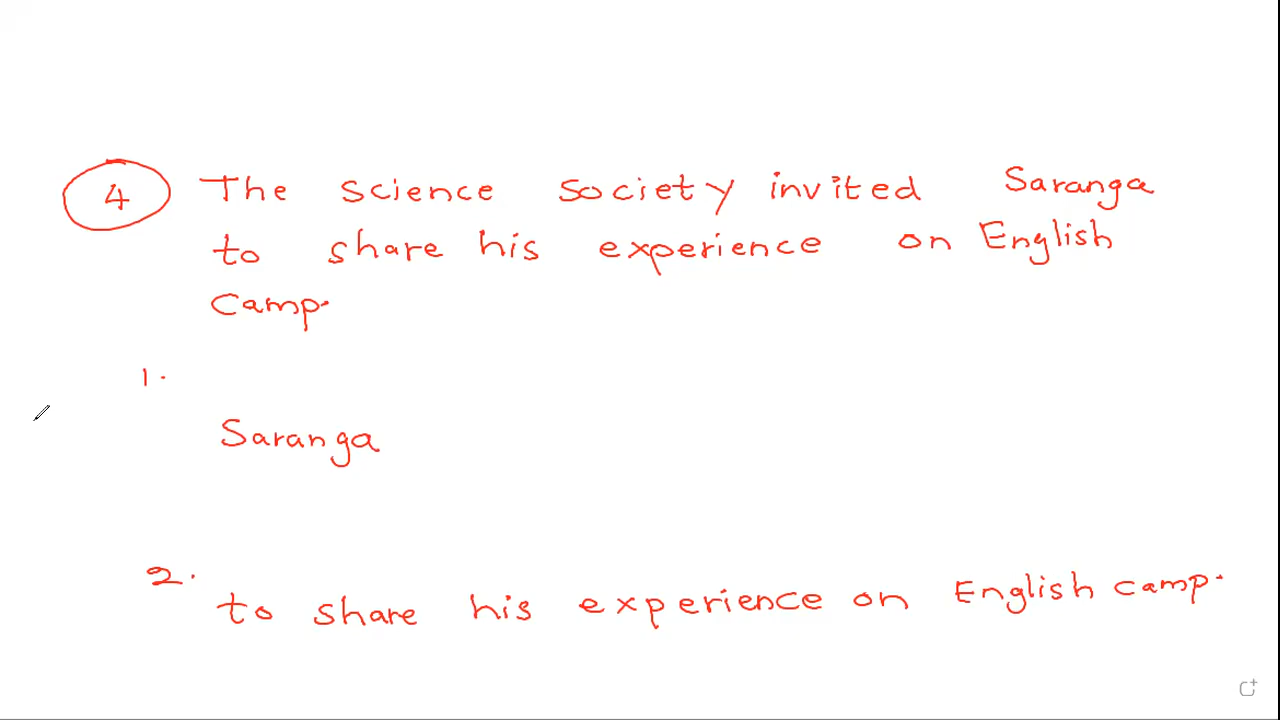 4 The science society invited Saranga
to share his experience on English
Camp.
1.
Saranga
2.
to share his experience on English camp.